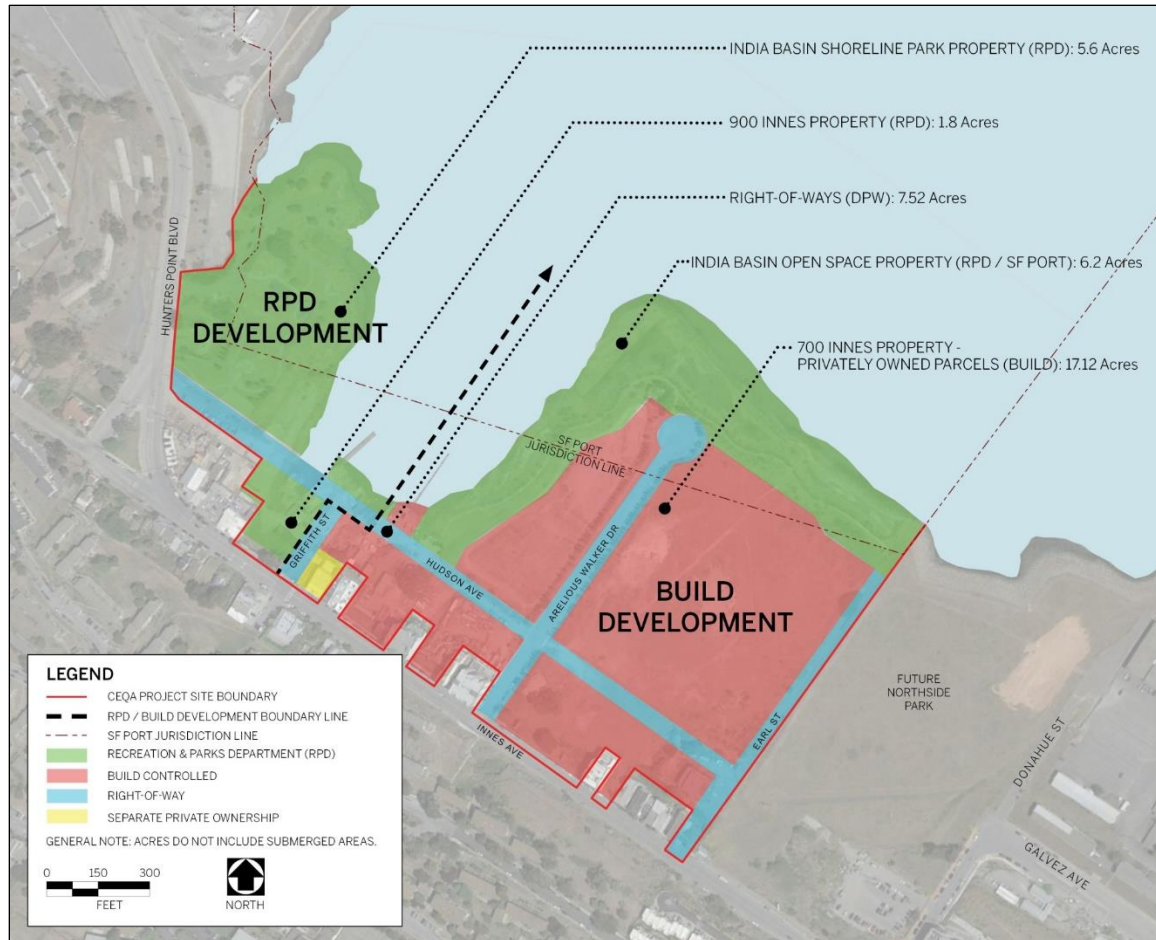 INDIA BASIN SHORELINE PARK PROPERTY (RPD): 5.6 Acres
900 INNES PROPERTY (RPD): 1.8 Acres
RIGHT-OF-WAYS (DPW): 7.52 Acres
INDIA BASIN OPEN SPACE PROPERTY (RPD / SF PORT): 6.2 Acres
700 INNES PROPERTY -
PRIVATELY OWNED PARCELS (BUILD): 17.12 Acres
HUNTERS POINT BLVD
RPD
DEVELOPMENT
SF PORT
JURISDICTION LINE
GRIFFITH ST
HUDSON AVE
ARELIOUS WALKER DR
BUILD
DEVELOPMENT
INNES AVE
EARL ST
FUTURE
NORTHSIDE
PARK
DONAHUE ST
GALVEZ AVE
LEGEND
CEQA PROJECT SITE BOUNDARY
RPD / BUILD DEVELOPMENT BOUNDARY LINE
SF PORT JURISDICTION LINE
RECREATION & PARKS DEPARTMENT (RPD)
BUILD CONTROLLED
RIGHT-OF-WAY
SEPARATE PRIVATE OWNERSHIP
GENERAL NOTE: ACRES DO NOT INCLUDE SUBMERGED AREAS.
0 150 300
FEET
NORTH